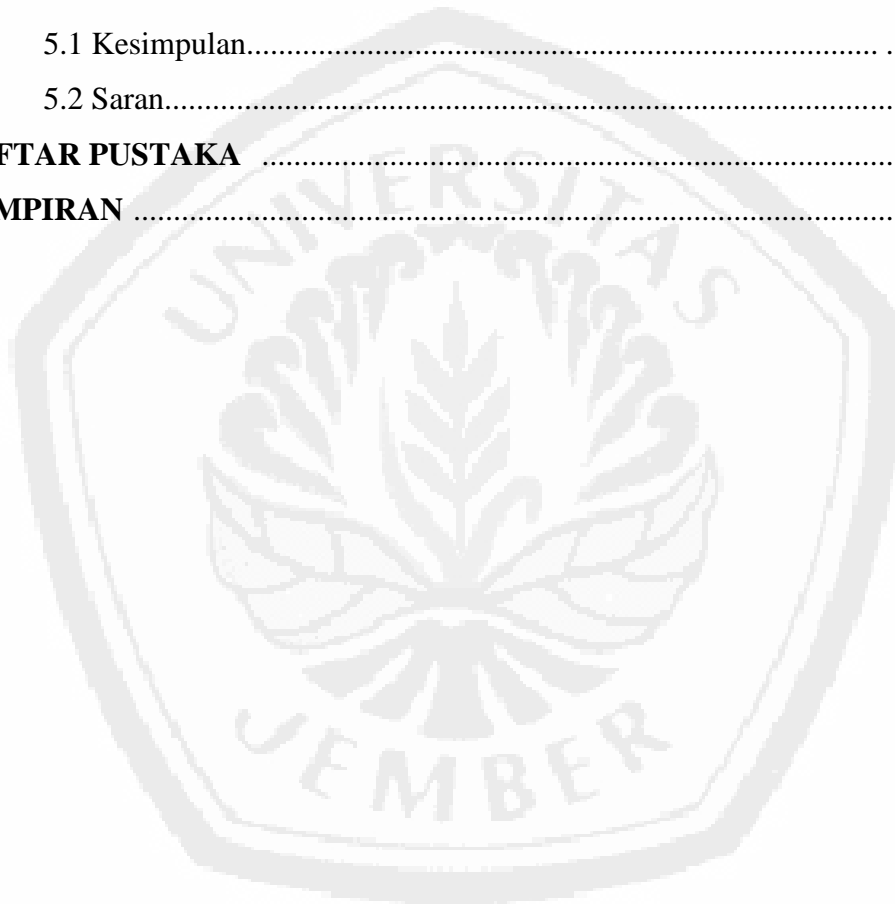 5.1 Kesimpulan............................................................................... .
5.2 Saran...........................................................................................
FTAR PUSTAKA ...............................................................................
MPIRAN ...............................................................................................
UNIVERSITAS
JEMBER